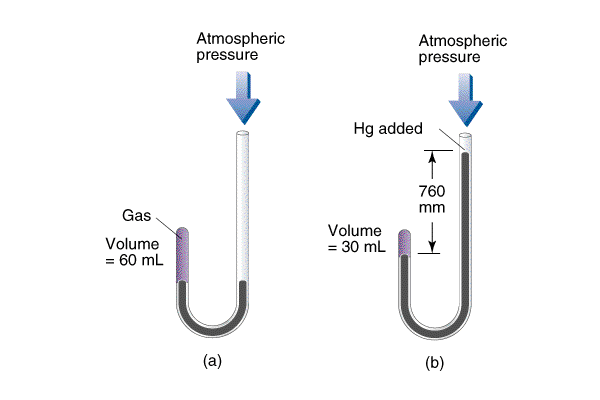 Atmospheric
pressure
Gas
Volume
= 60 mL
(a)
Atmospheric
pressure
Hg added
760
mm
Volume
= 30 mL
(b)